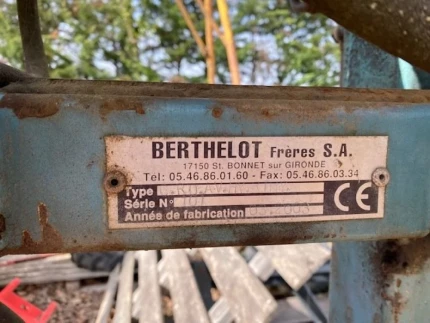 BERTHELOT Frères S.A.
17150 St. BONNET sur GIRONDE
Tel: 05.46.86.01.60 - Fax: 05.46.86.03.34
Type
Série N°
Année de fabrication
CE